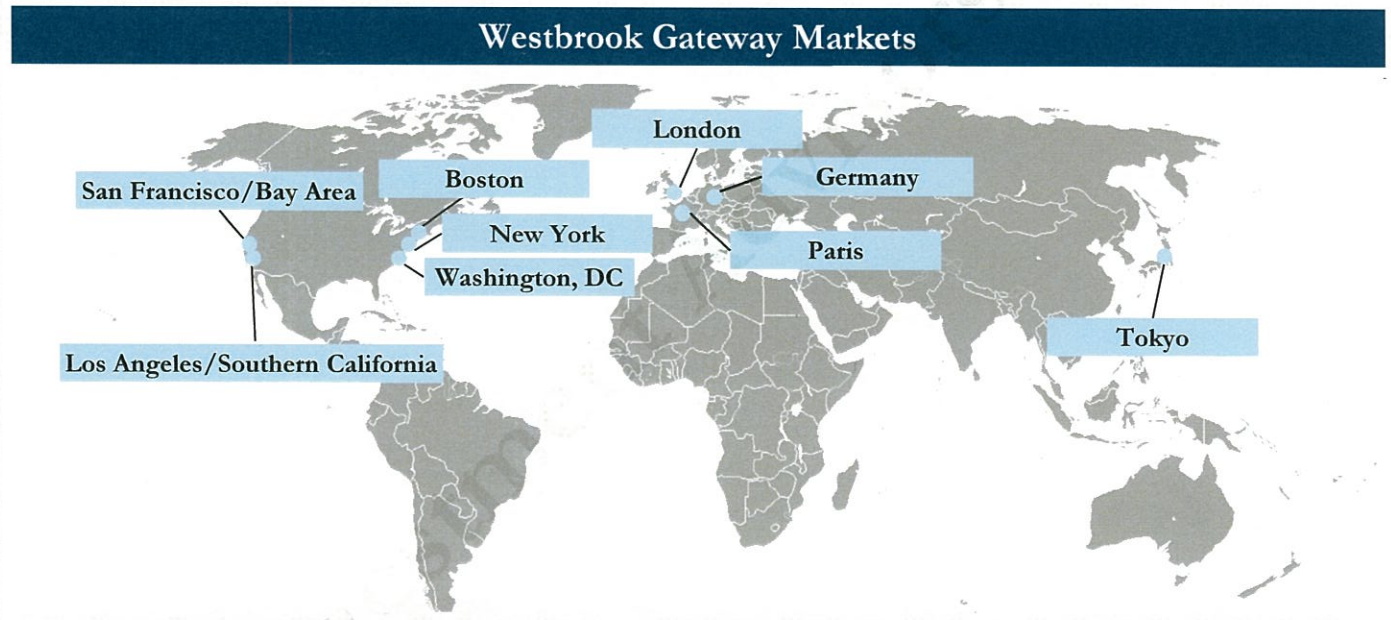 Westbrook Gateway Markets
London
San Francisco/Bay Area
Boston
Germany
New York
Paris
Washington, DC
Tokyo
Los Angeles/Southern California